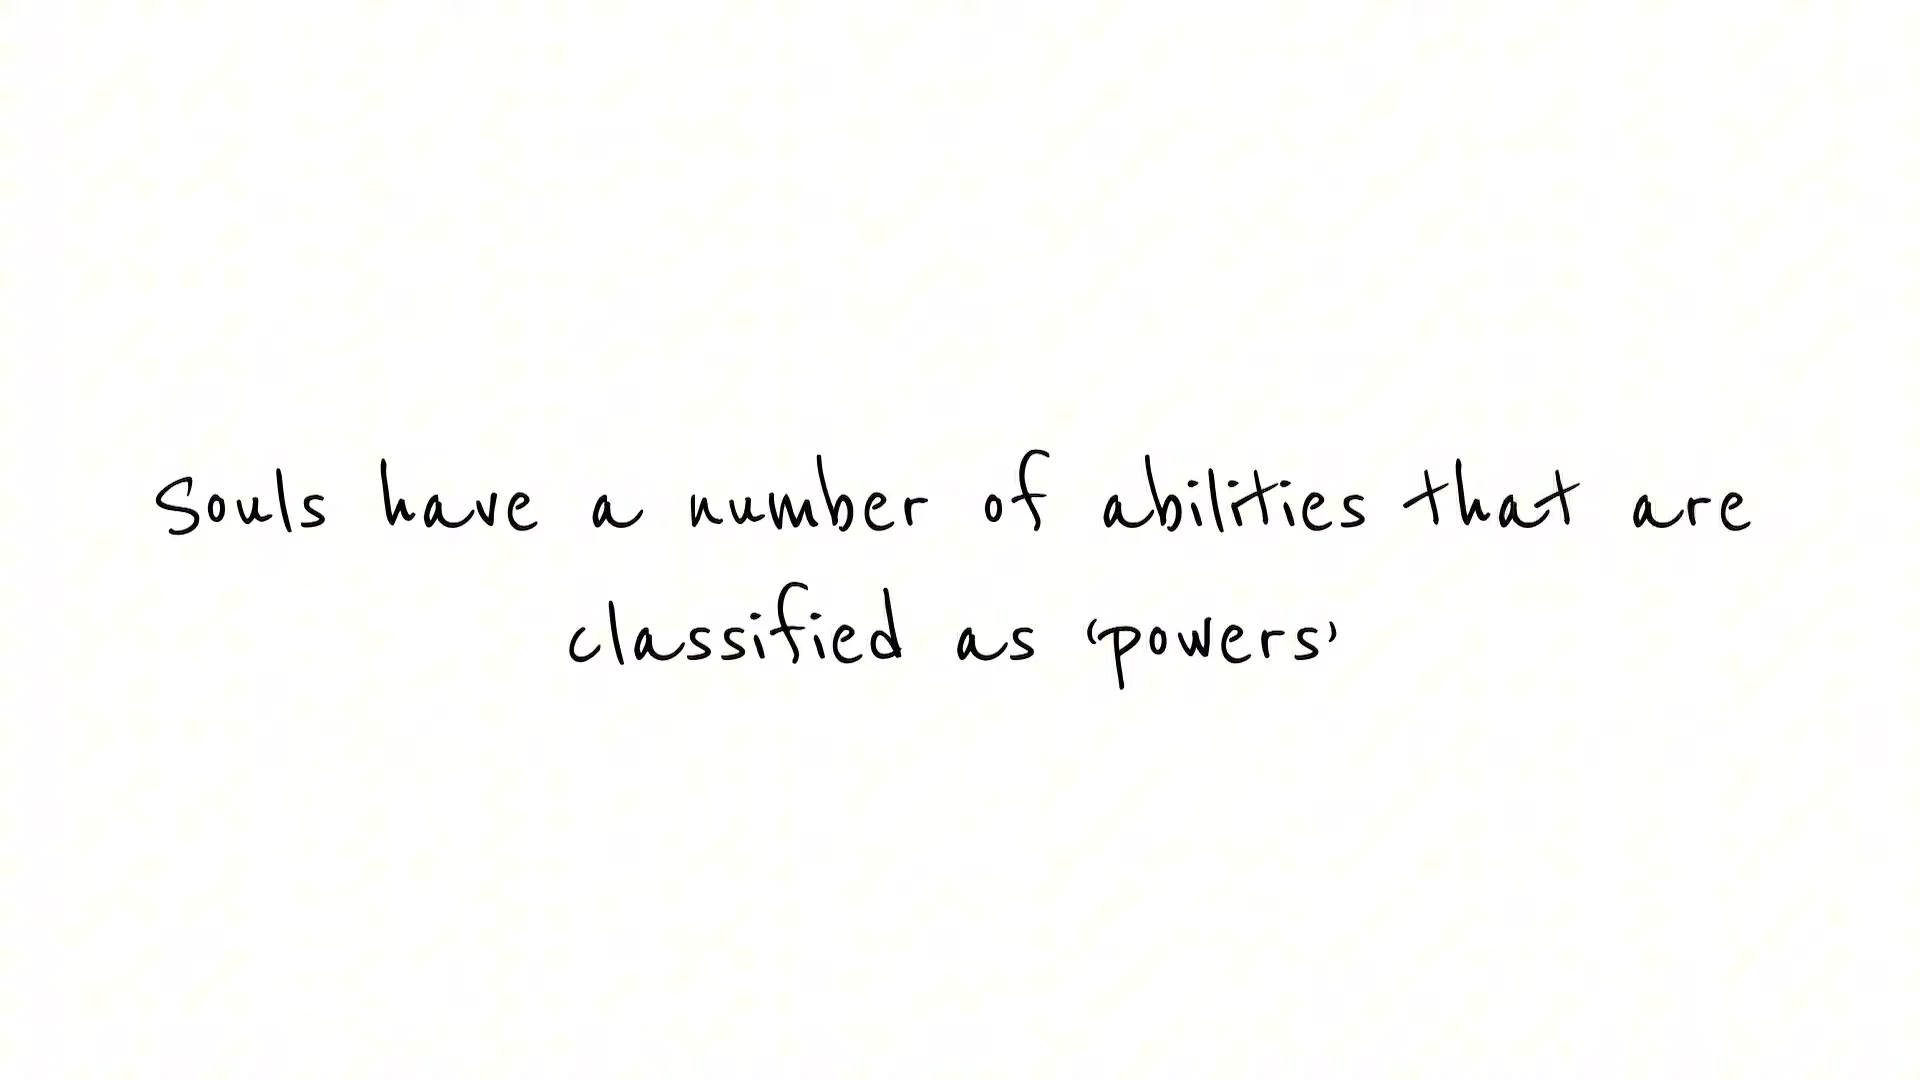 Souls have a number of abilities that are
classified as ‘powers’